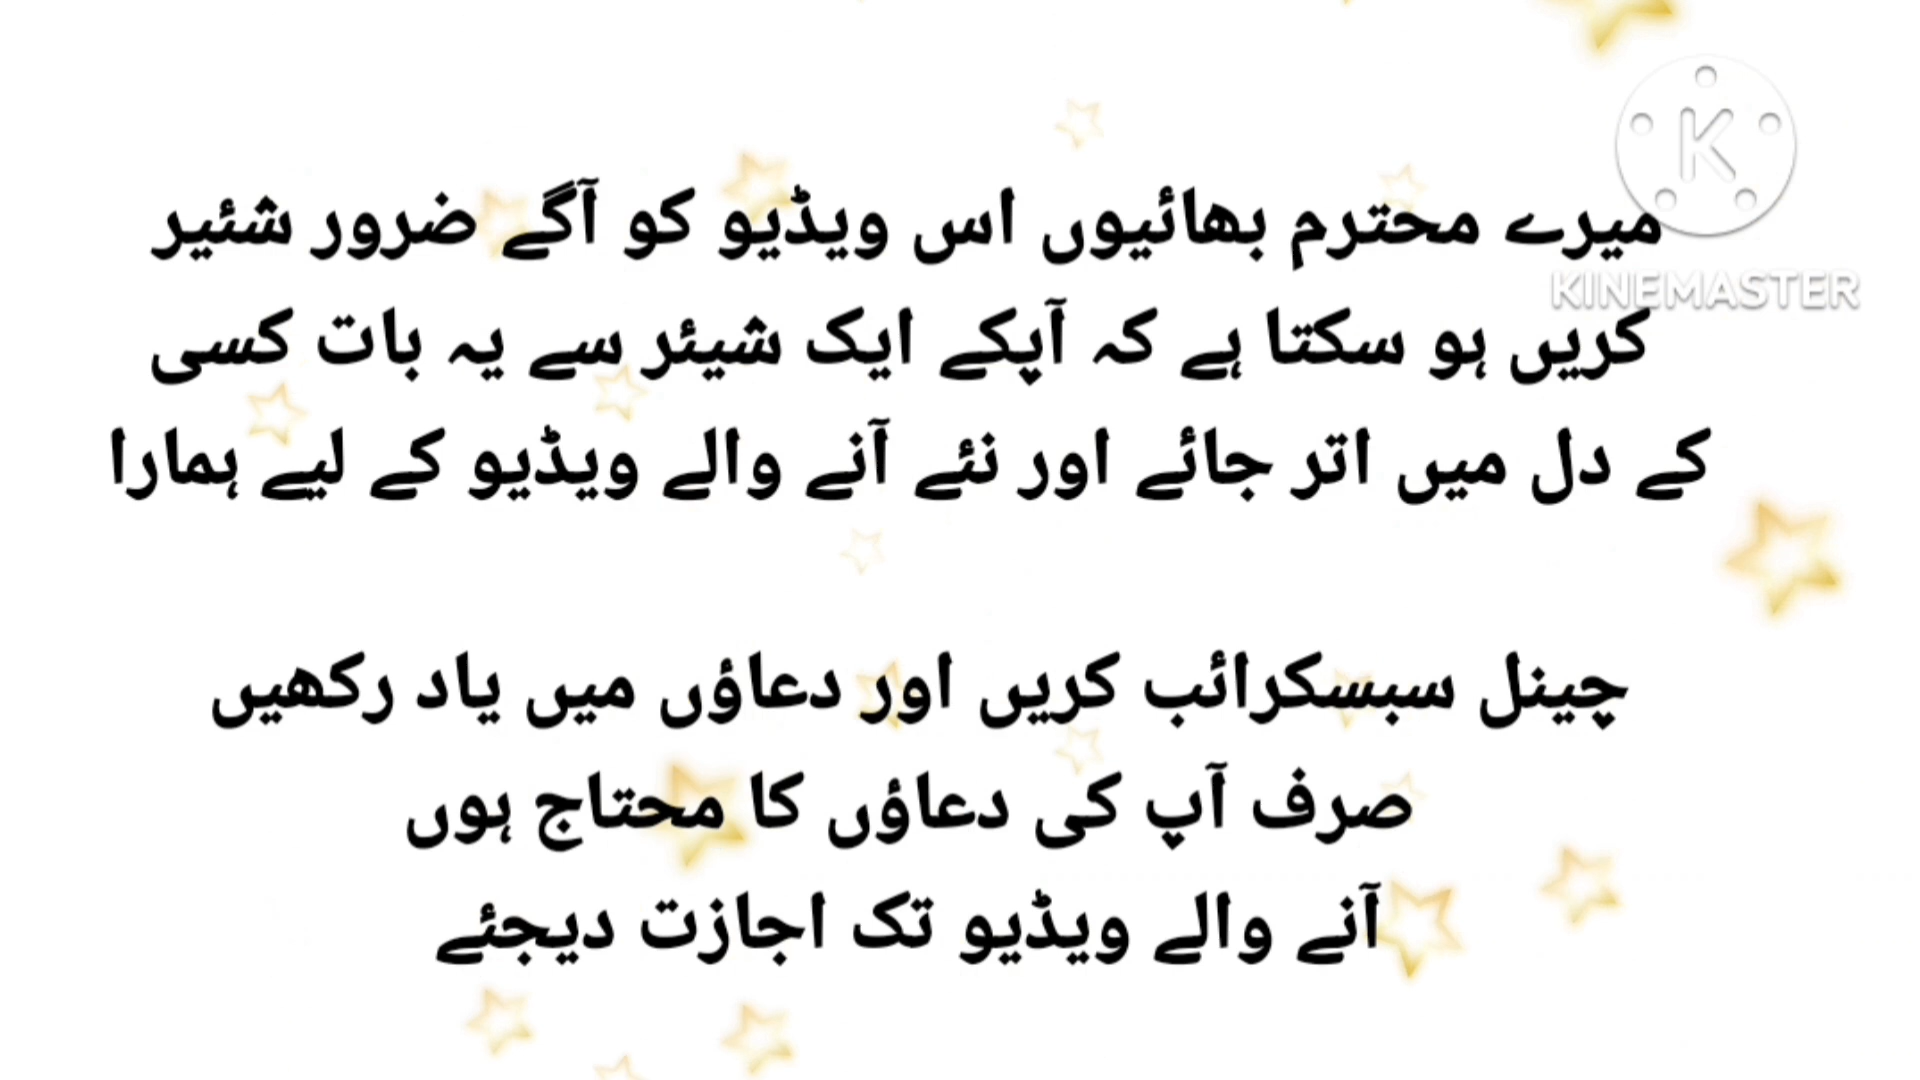 میرے محترم بھائیوں اس ویڈیو کو آگے ضرور شئیر
KINEMASTER
کریں ہو سکتا ہے کہ آپکے ایک شیئر سے یہ بات کسی
کے دل میں اتر جائے اور نئے آنے والے ویڈیو کے لیے ہمارا
چینل سبسکرائب کریں اور دعاؤں میں یاد رکھیں
صرف آپ کی دعاؤں کا محتاج ہوں
آنے والے ویڈیو تک اجازت دیجئے